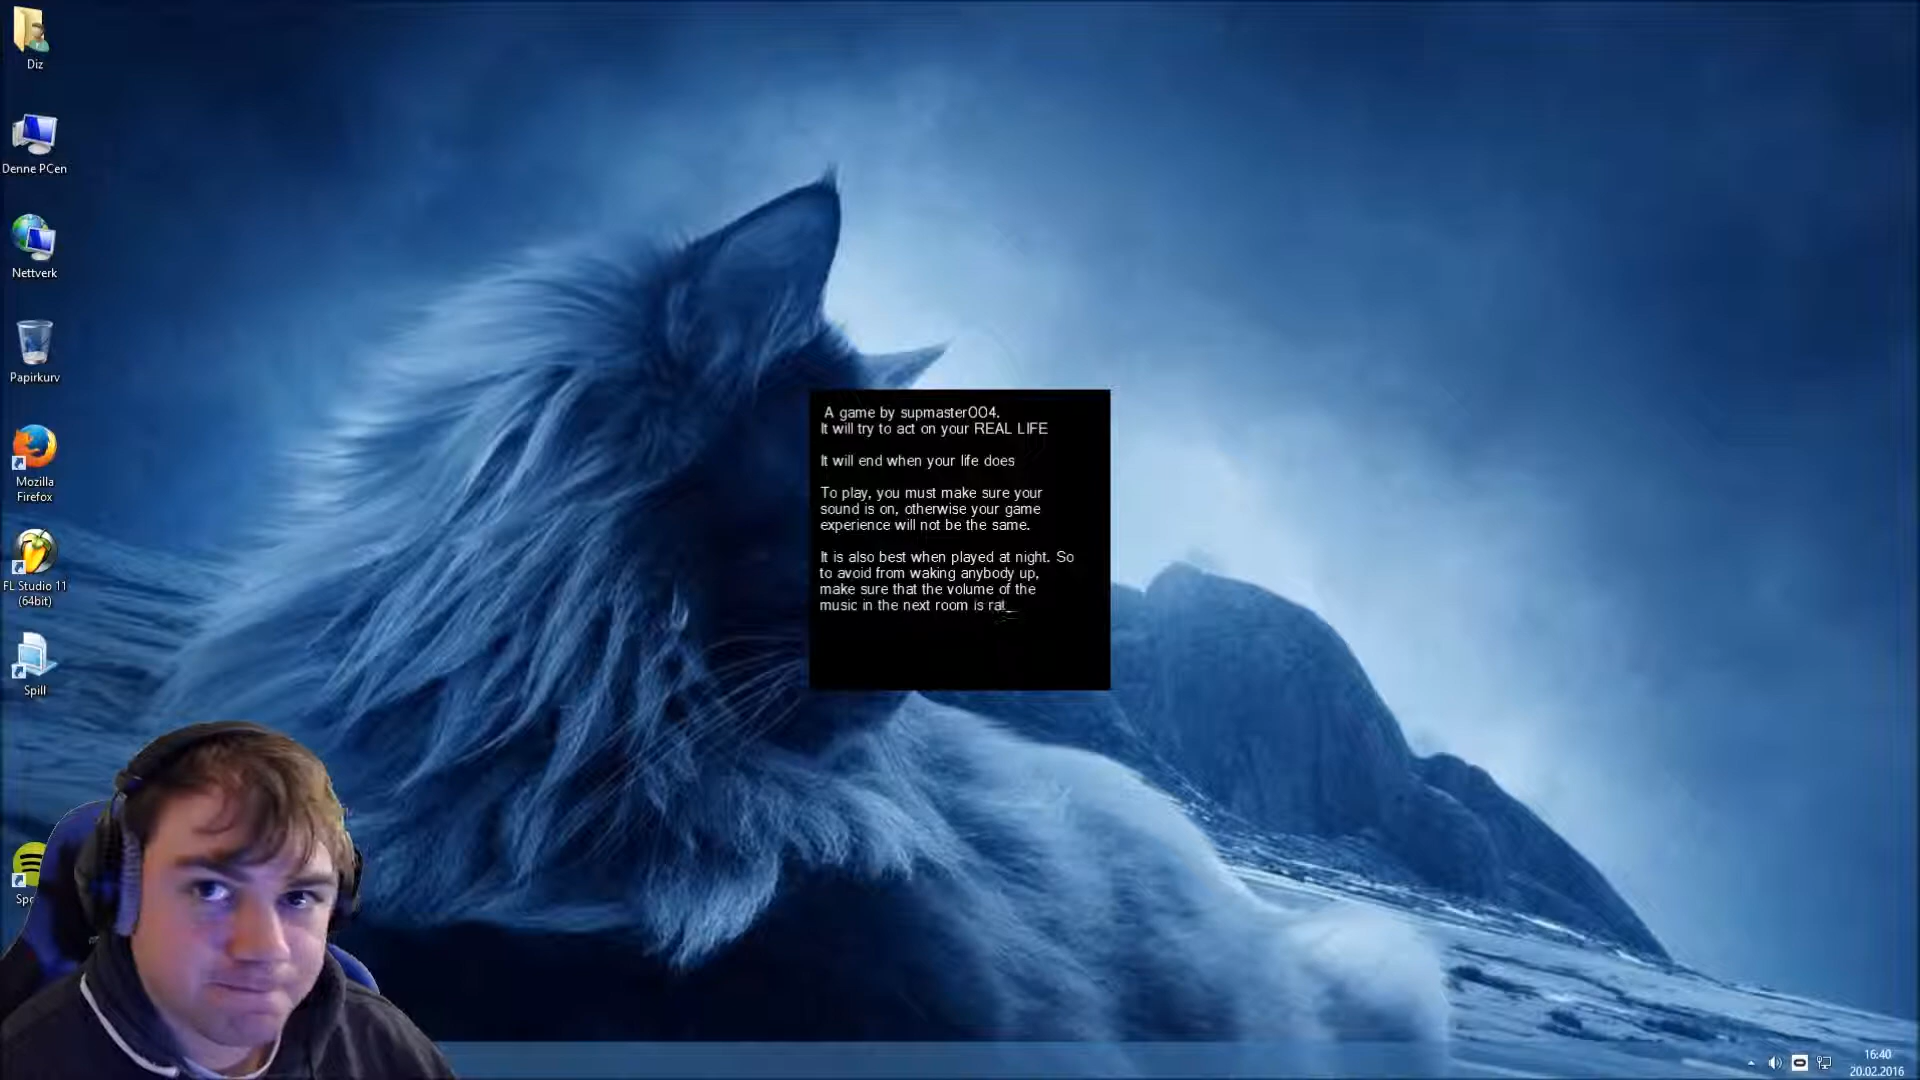 Diz
Denne PCen
Nettverk
Papirkurv
Mozilla
Firefox
FL Studio 11
(64bit)
Spill
A game by supmaster004.
It will try to act on your REAL LIFE
It will end when your life does
To play, you must make sure your
sound is on, otherwise your game
experience will not be the same.
It is also best when played at night. So
to avoid from waking anybody up,
make sure that the volume of the
music in the next room is rat_
16:40
20.02.2016